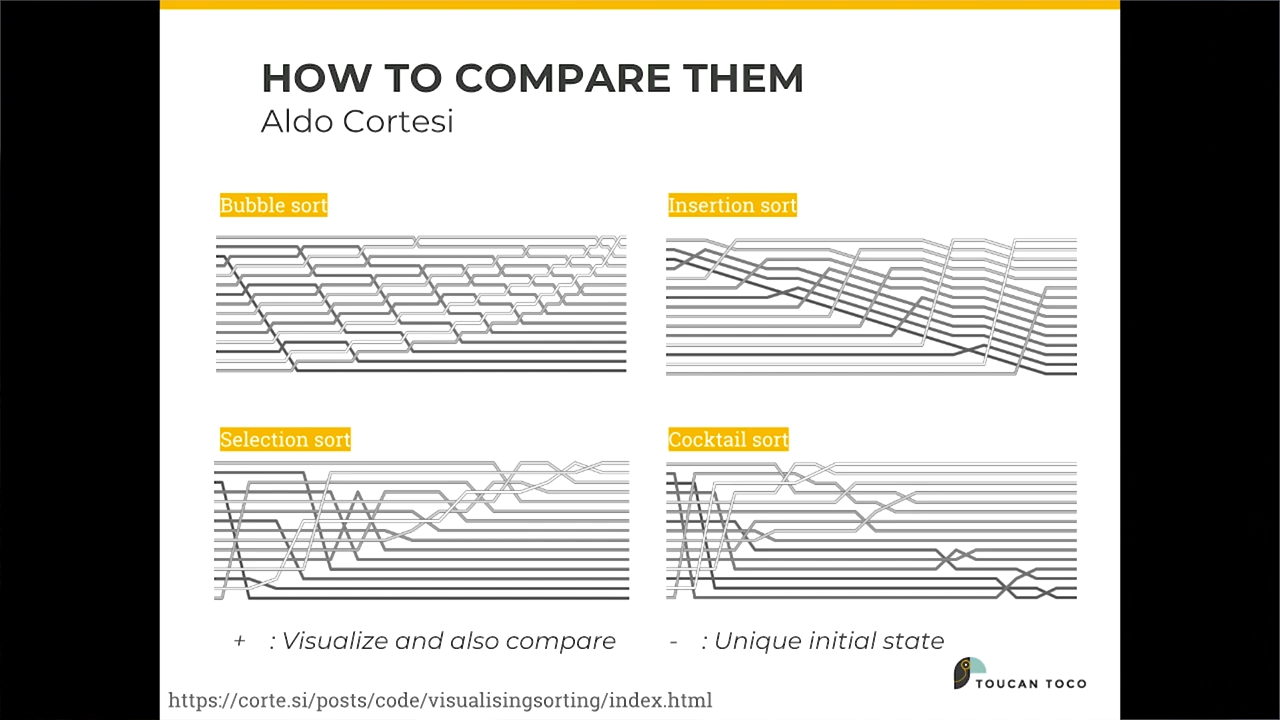 HOW TO COMPARE THEM
Aldo Cortesi
Bubble sort
Insertion sort
Selection sort
Cocktail sort
+ : Visualize and also compare
- : Unique initial state
TOUCAN TOCO
https://corte.si/posts/code/visualisingsorting/index.html